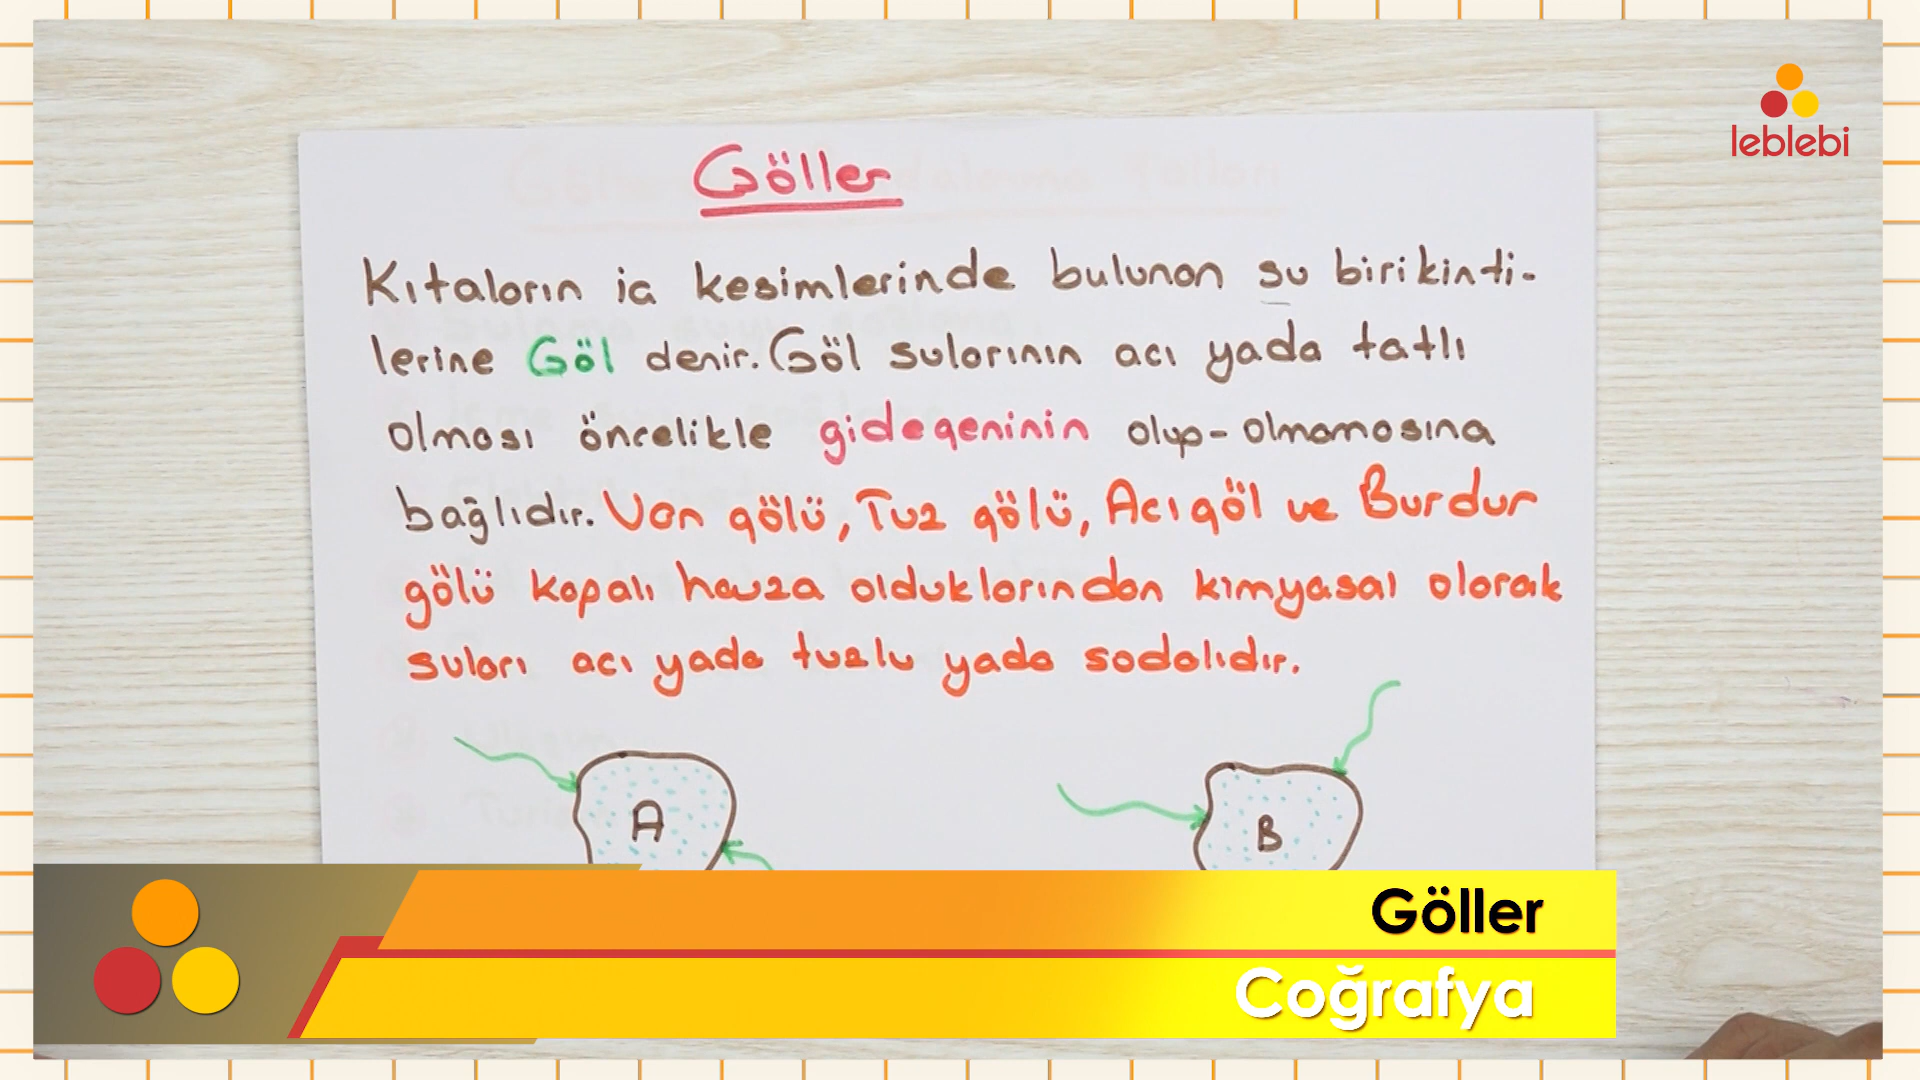 leblebi
Göller
Kıtaların iç kesimlerinde bulunan su birikinti-
lerine Göl denir. Göl sularının acı yada tatlı
olması öncelikle gideğeninin olup-olmamasına
bağlıdır. Van gölü, Tuz gölü, Acıgöl ve Burdur
gölü kapalı havza olduklarından kimyasal olarak
suları acı yada tuzlu yada sodalıdır.
A
B
Göller
Coğrafya